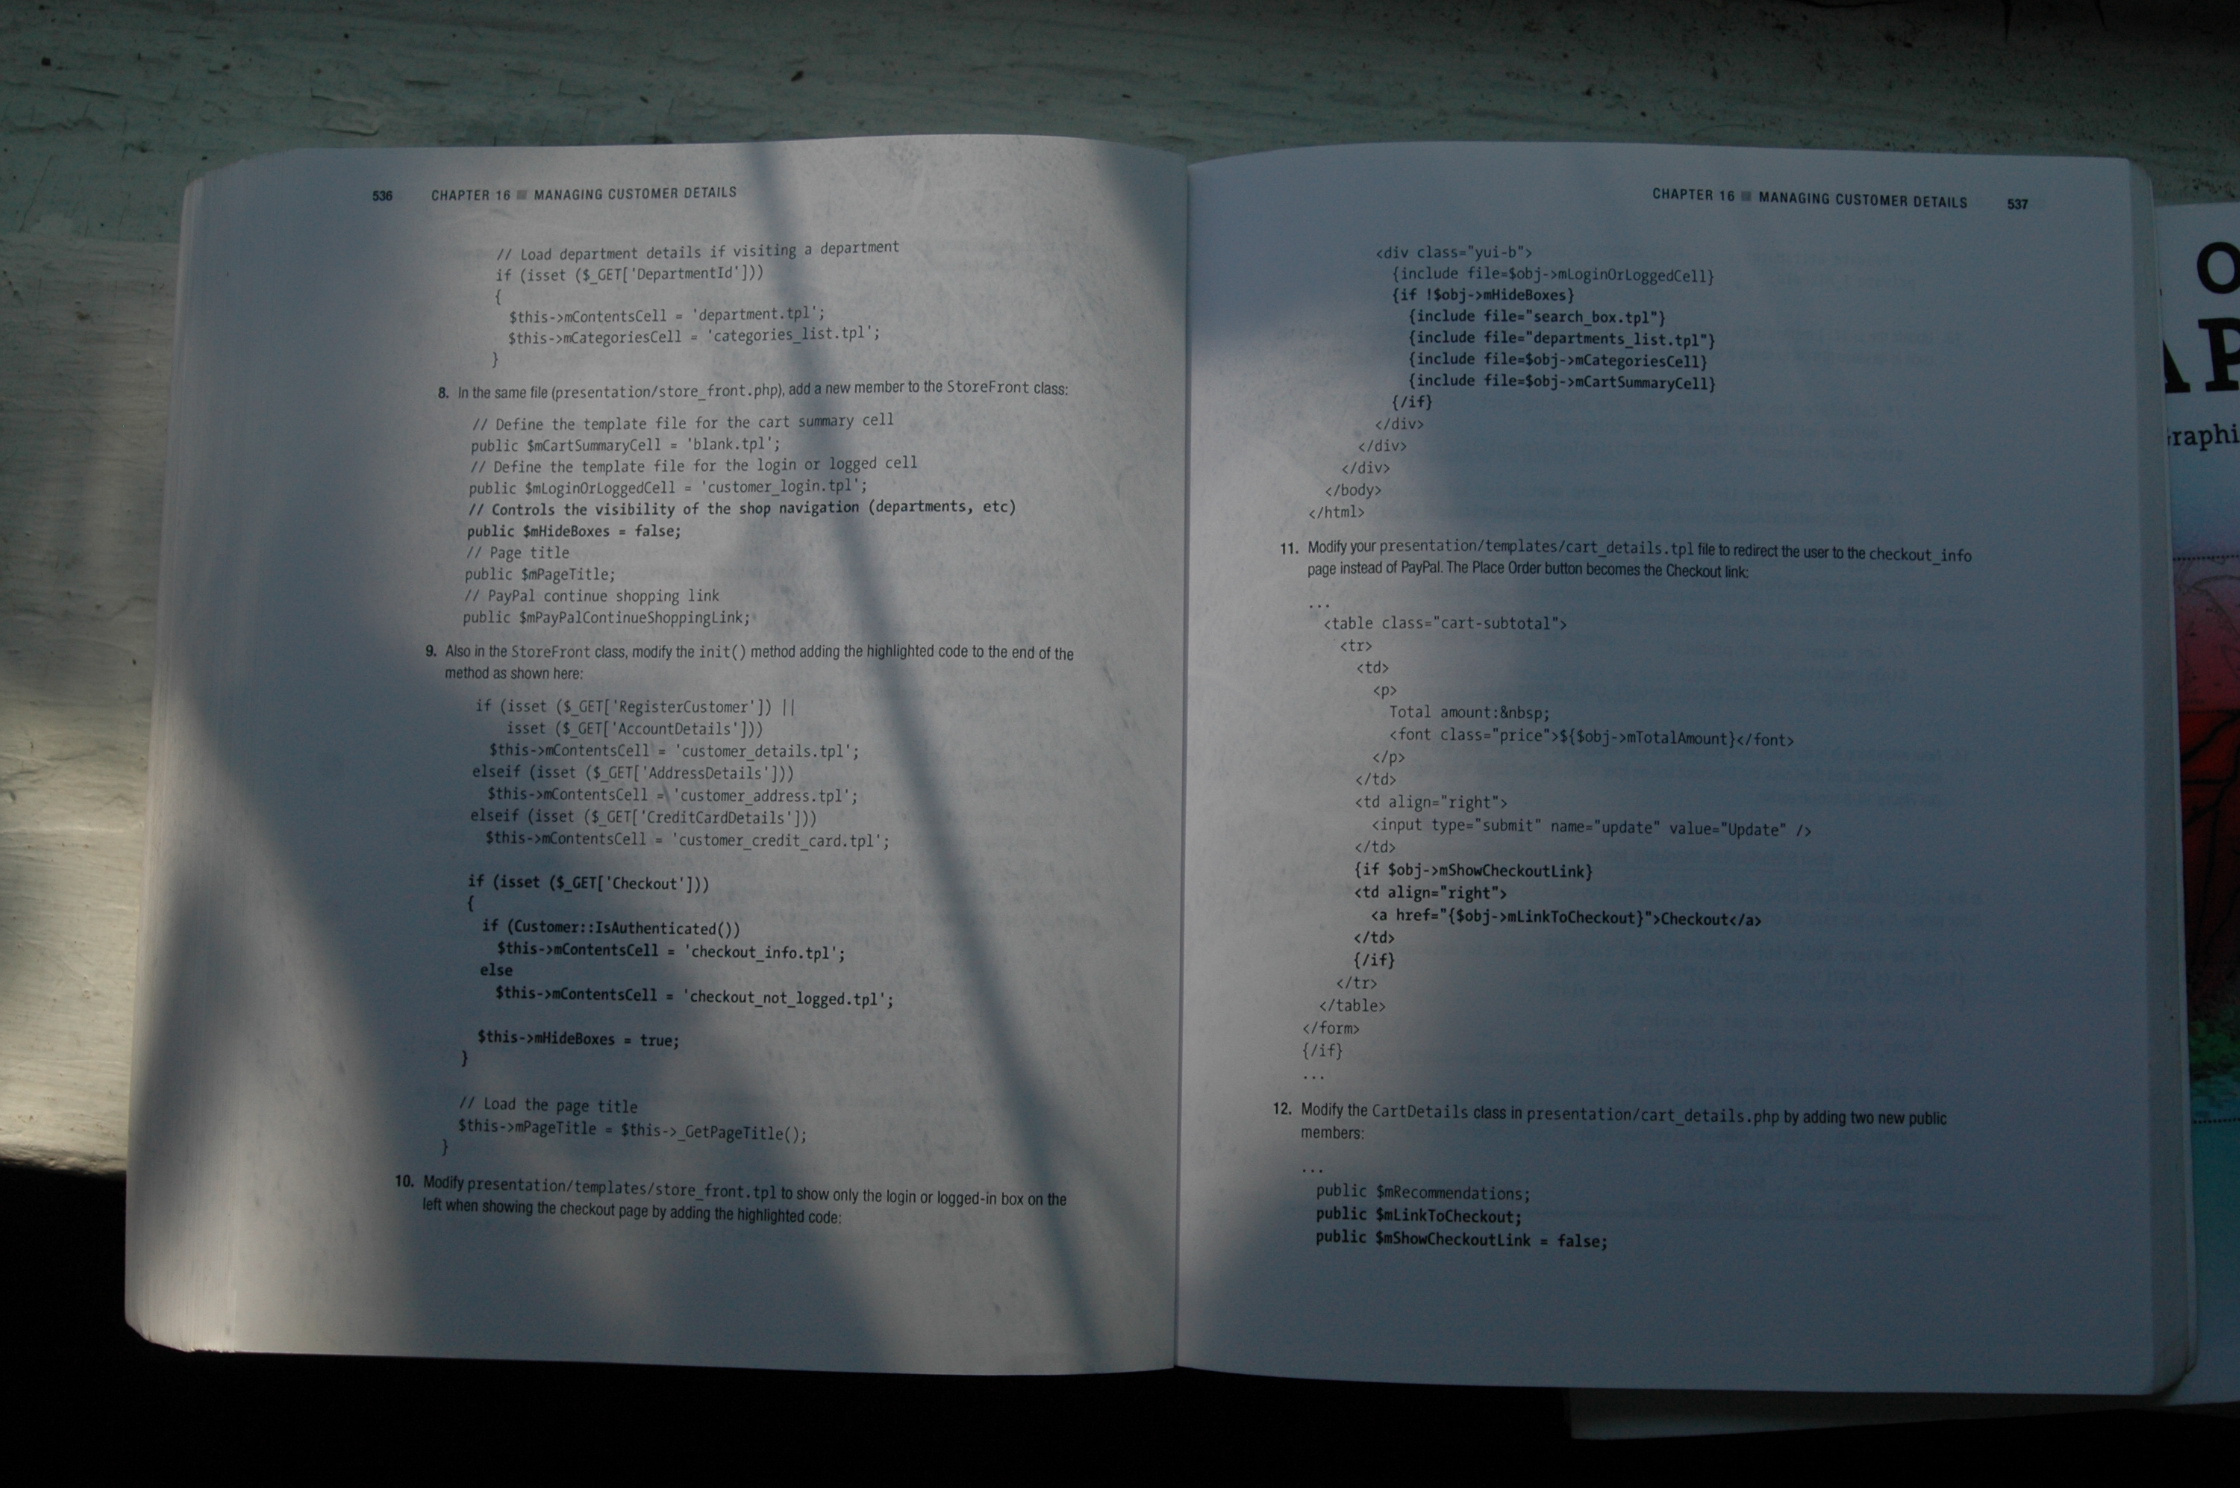 536 CHAPTER 16 ■ MANAGING CUSTOMER DETAILS
// Load department details if visiting a department
if (isset ($_GET['DepartmentId']))
{
$this->mContentsCell = 'department.tpl';
$this->mCategoriesCell = 'categories_list.tpl';
}
8. In the same file (presentation/store_front.php), add a new member to the StoreFront class:
// Define the template file for the cart summary cell
public $mCartSummaryCell = 'blank.tpl';
// Define the template file for the login or logged cell
public $mLoginOrLoggedCell = 'customer_login.tpl';
// Controls the visibility of the shop navigation (departments, etc)
public $mHideBoxes = false;
// Page title
public $mPageTitle;
// PayPal continue shopping link
public $mPayPalContinueShoppingLink;
9. Also in the StoreFront class, modify the init() method adding the highlighted code to the end of the
method as shown here:
if (isset ($_GET['RegisterCustomer']) ||
isset ($_GET['AccountDetails']))
$this->mContentsCell = 'customer_details.tpl';
elseif (isset ($_GET['AddressDetails']))
$this->mContentsCell = 'customer_address.tpl';
elseif (isset ($_GET['CreditCardDetails']))
$this->mContentsCell = 'customer_credit_card.tpl';
if (isset ($_GET['Checkout']))
{
if (Customer::IsAuthenticated())
$this->mContentsCell = 'checkout_info.tpl';
else
$this->mContentsCell = 'checkout_not_logged.tpl';
$this->mHideBoxes = true;
}
// Load the page title
$this->mPageTitle = $this->_GetPageTitle();
}
10. Modify presentation/templates/store_front.tpl to show only the login or logged-in box on the
left when showing the checkout page by adding the highlighted code:
CHAPTER 16 ■ MANAGING CUSTOMER DETAILS 537
<div class="yui-b">
{include file=$obj->mLoginOrLoggedCell}
{if !$obj->mHideBoxes}
{include file="search_box.tpl"}
{include file="departments_list.tpl"}
{include file=$obj->mCategoriesCell}
{include file=$obj->mCartSummaryCell}
{/if}
</div>
</div>
</div>
</body>
</html>
11. Modify your presentation/templates/cart_details.tpl file to redirect the user to the checkout_info
page instead of PayPal. The Place Order button becomes the Checkout link:
...
<table class="cart-subtotal">
<tr>
<td>
<p>
Total amount:&nbsp;
<font class="price">${$obj->mTotalAmount}</font>
</p>
</td>
<td align="right">
<input type="submit" name="update" value="Update" />
</td>
{if $obj->mShowCheckoutLink}
<td align="right">
<a href="{$obj->mLinkToCheckout}">Checkout</a>
</td>
{/if}
</tr>
</table>
</form>
{/if}
...
12. Modify the CartDetails class in presentation/cart_details.php by adding two new public
members:
...
public $mRecommendations;
public $mLinkToCheckout;
public $mShowCheckoutLink = false;